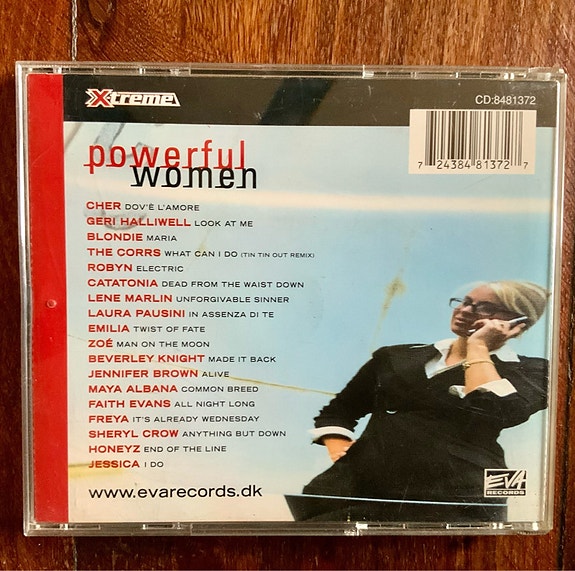 Xtreme
CD:8481372
7 24384 81372 7
powerful
women
CHER DOV'È L'AMORE
GERI HALLIWELL LOOK AT ME
BLONDIE MARIA
THE CORRS WHAT CAN I DO (TIN TIN OUT REMIX)
ROBYN ELECTRIC
CATATONIA DEAD FROM THE WAIST DOWN
LENE MARLIN UNFORGIVABLE SINNER
LAURA PAUSINI IN ASSENZA DI TE
EMILIA TWIST OF FATE
ZOÉ MAN ON THE MOON
BEVERLEY KNIGHT MADE IT BACK
JENNIFER BROWN ALIVE
MAYA ALBANA COMMON BREED
FAITH EVANS ALL NIGHT LONG
FREYA IT'S ALREADY WEDNESDAY
SHERYL CROW ANYTHING BUT DOWN
HONEYZ END OF THE LINE
JESSICA I DO
www.evarecords.dk
EVA
RECORDS